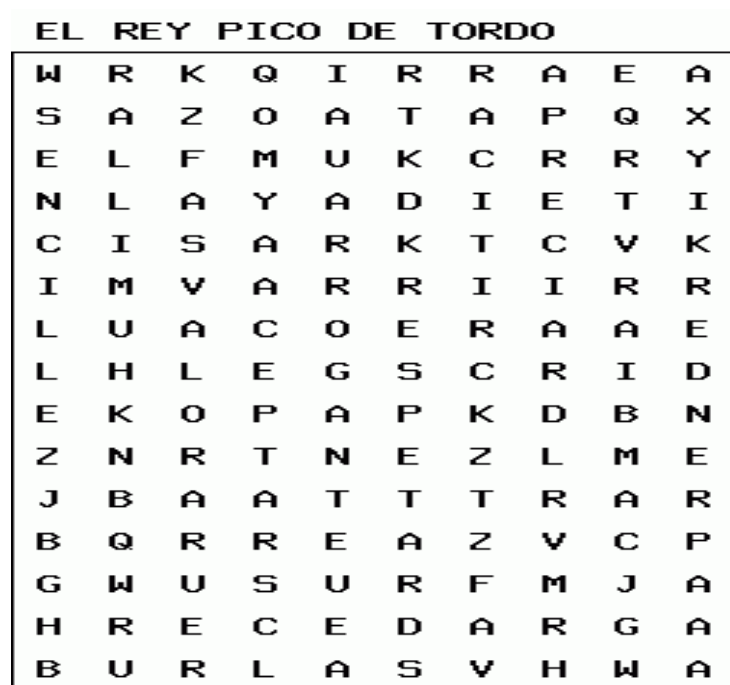 EL REY PICO DE TORDO
W R K Q I R R A E A
S A Z O A T A P Q X
E L F M U K C R R Y
N L A Y A D I E T I
C I S A R K T C V K
I M V A R R I I R R
L U A C O E R A A E
L H L E G S C R I D
E K O P A P K D B N
Z N R T N E Z L M E
J B A A T T T R A R
B Q R R E A Z V C P
G W U S U R F M J A
H R E C E D A R G A
B U R L A S V H W A